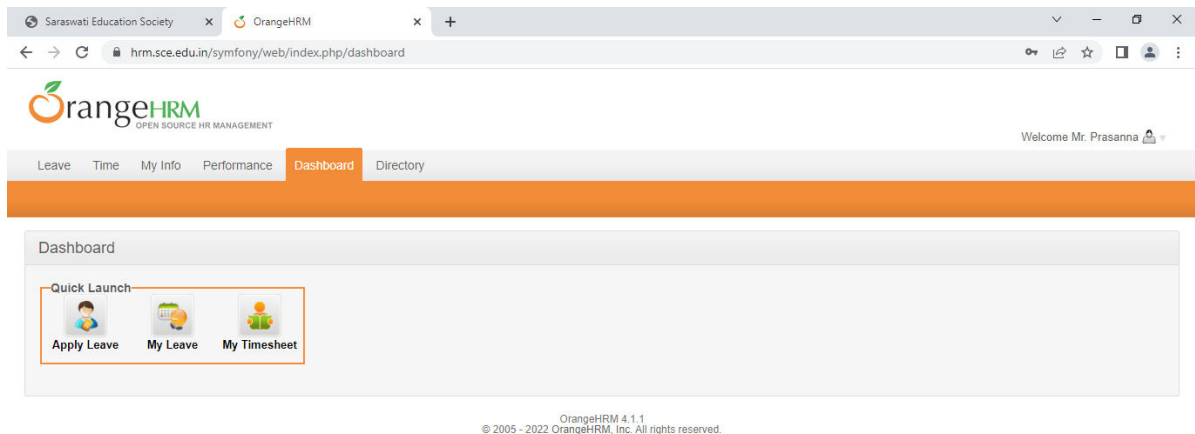 Saraswati Education Society
OrangeHRM
hrm.sce.edu.in/symfony/web/index.php/dashboard
OrangeHRM
OPEN SOURCE HR MANAGEMENT
Welcome Mr. Prasanna
Leave Time My Info Performance Dashboard Directory
Dashboard
Quick Launch
Apply Leave My Leave My Timesheet
OrangeHRM 4.1.1
© 2005 - 2022 OrangeHRM, Inc. All rights reserved.